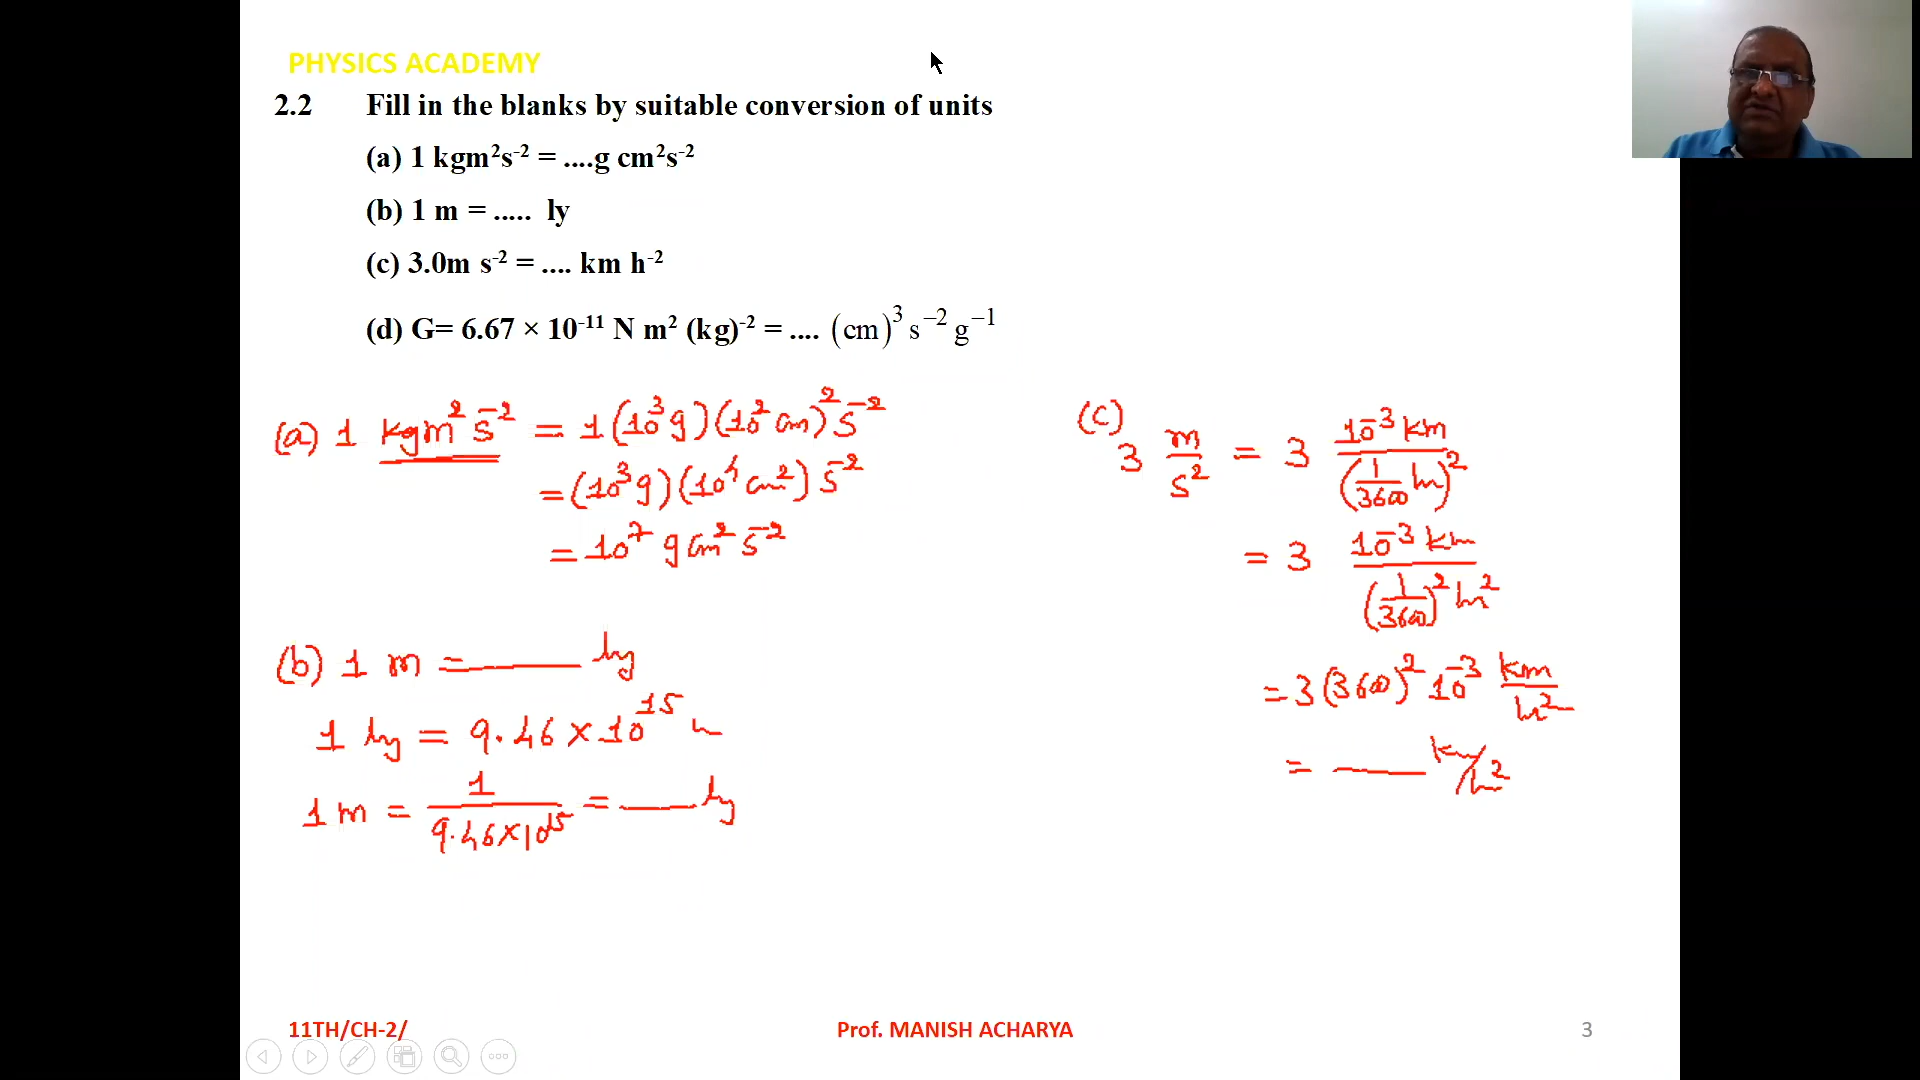 PHYSICS ACADEMY
2.2 Fill in the blanks by suitable conversion of units
(a) 1 kgm²s⁻² = ....g cm²s⁻²
(b) 1 m = ..... ly
(c) 3.0m s⁻² = .... km h⁻²
(d) G= 6.67 × 10⁻¹¹ N m² (kg)⁻² = .... (cm)³ s⁻² g⁻¹
(a) 1 kgm² s⁻² = 1 (10³g) (10² cm)² s⁻²
= (10³g) (10⁴ cm²) s⁻²
= 10⁷ g cm² s⁻²
(b) 1 m = ____ ly
1 ly = 9.46 × 10¹⁵ m
1 m = 1/(9.46×10¹⁵) = ____ ly
(c)
3 m/s² = 3 10⁻³ km/(1/3600 h)²
= 3 10⁻³ km/((1/3600)² h²)
= 3 (3600)² 10⁻³ km/h²
= ____ km/h²
11TH/CH-2/ Prof. MANISH ACHARYA 3